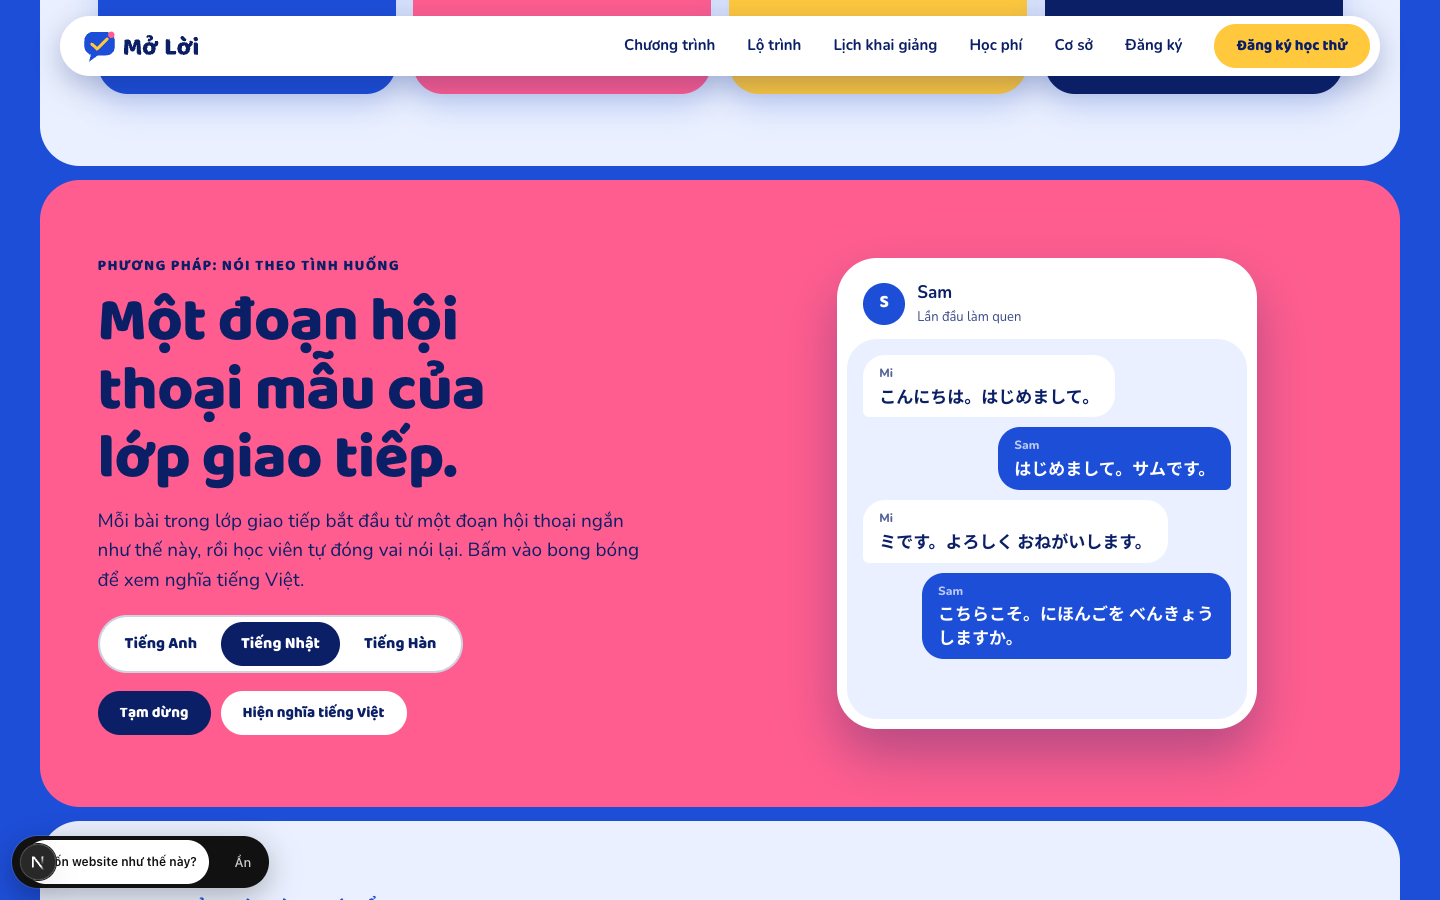 Mở Lời
Chương trình
Lộ trình
Lịch khai giảng
Học phí
Cơ sở
Đăng ký
Đăng ký học thử
PHƯƠNG PHÁP: NÓI THEO TÌNH HUỐNG
Một đoạn hội
thoại mẫu của
lớp giao tiếp.
Mỗi bài trong lớp giao tiếp bắt đầu từ một đoạn hội thoại ngắn
như thế này, rồi học viên tự đóng vai nói lại. Bấm vào bong bóng
để xem nghĩa tiếng Việt.
Tiếng Anh
Tiếng Nhật
Tiếng Hàn
Tạm dừng
Hiện nghĩa tiếng Việt
S
Sam
Lần đầu làm quen
Mi
こんにちは。はじめまして。
Sam
はじめまして。サムです。
Mi
ミです。よろしく おねがいします。
Sam
こちらこそ。にほんごを べんきょう
しますか。
N
website như thế này?
Ẩn